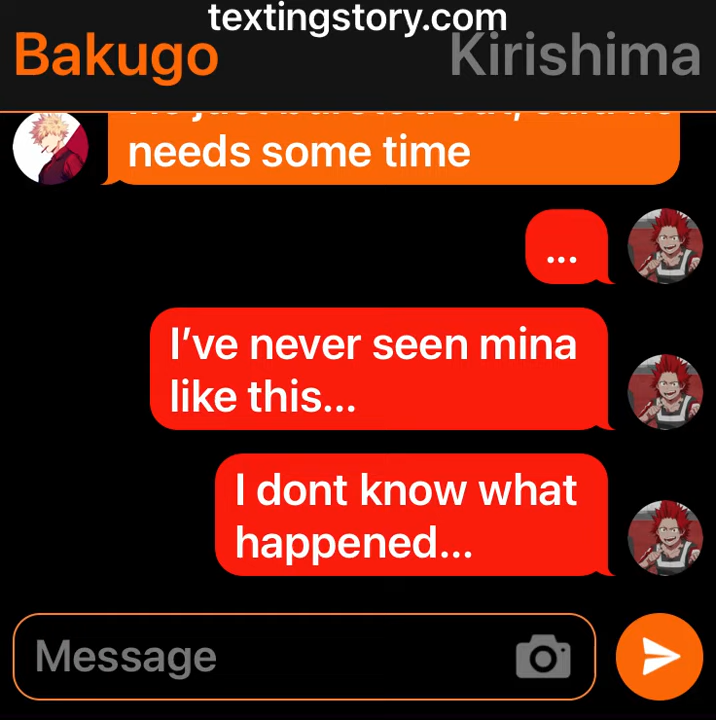 textingstory.com
Bakugo
Kirishima
needs some time
...
I've never seen mina
like this...
I dont know what
happened...
Message